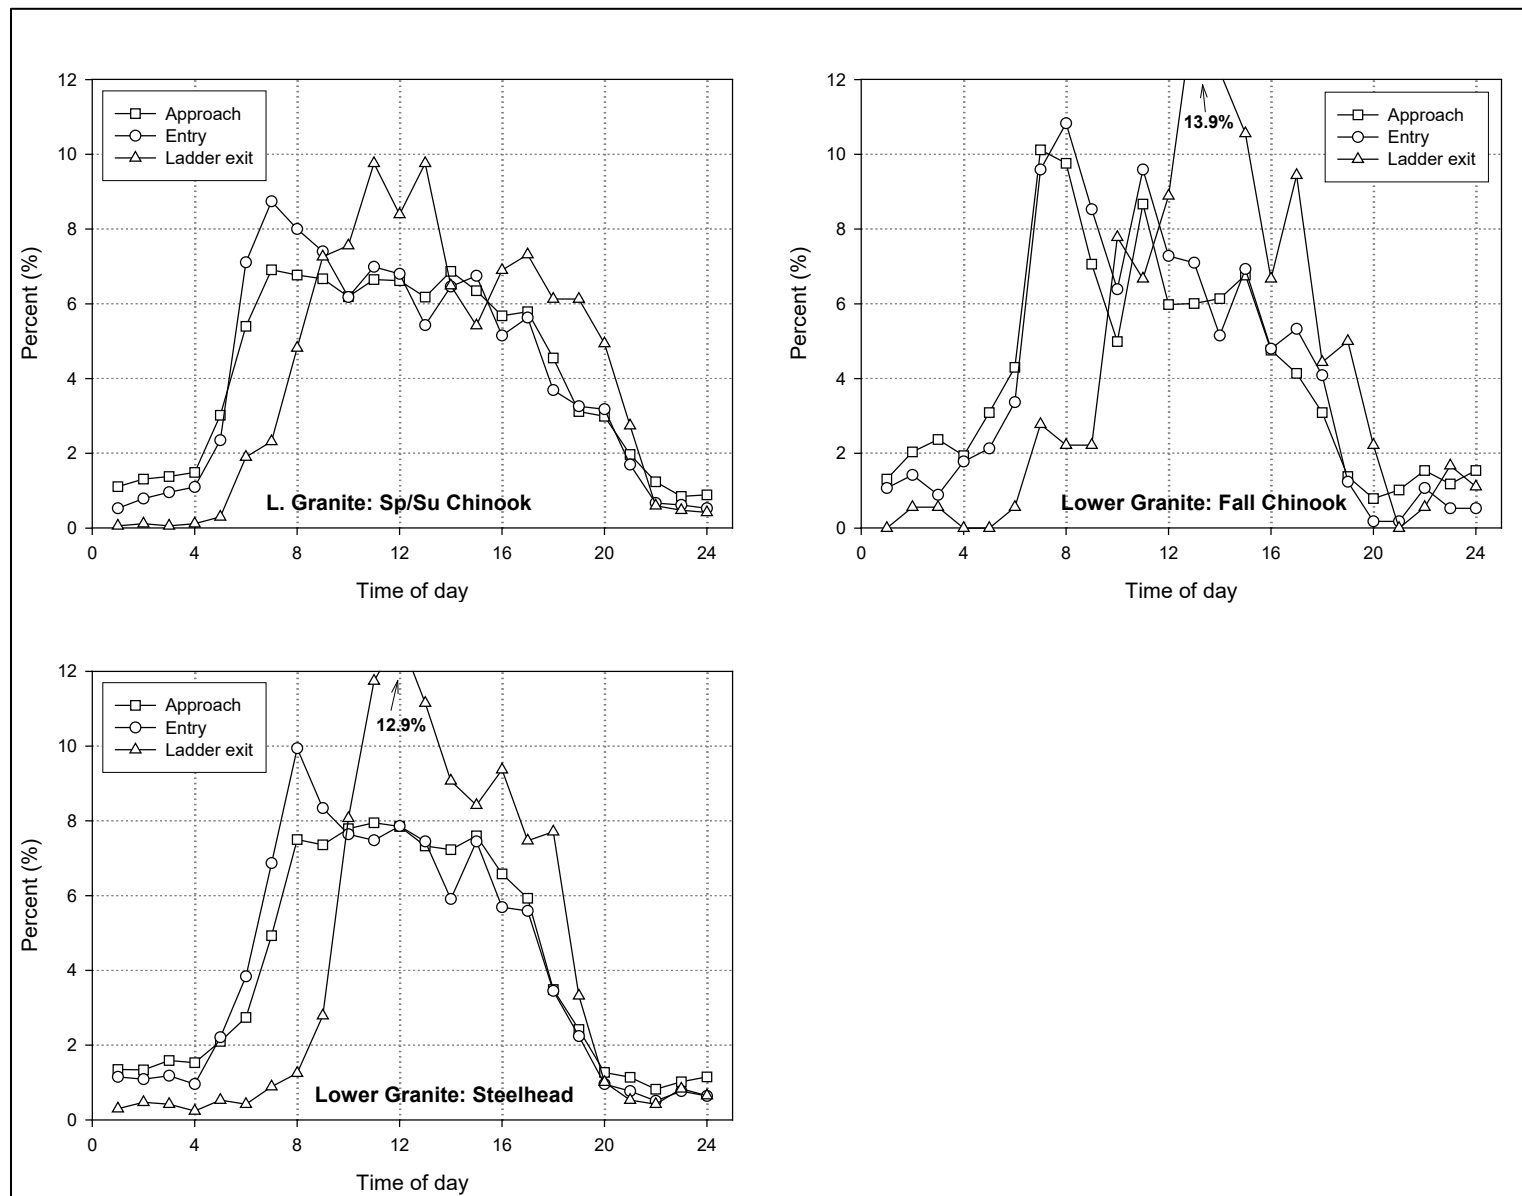 12
10
8
6
4
2
0
Percent (%)
Approach
Entry
Ladder exit
L. Granite: Sp/Su Chinook
0 4 8 12 16 20 24
Time of day
12
10
8
6
4
2
0
Percent (%)
13.9%
Approach
Entry
Ladder exit
Lower Granite: Fall Chinook
0 4 8 12 16 20 24
Time of day
12
10
8
6
4
2
0
Percent (%)
Approach
Entry
Ladder exit
12.9%
Lower Granite: Steelhead
0 4 8 12 16 20 24
Time of day